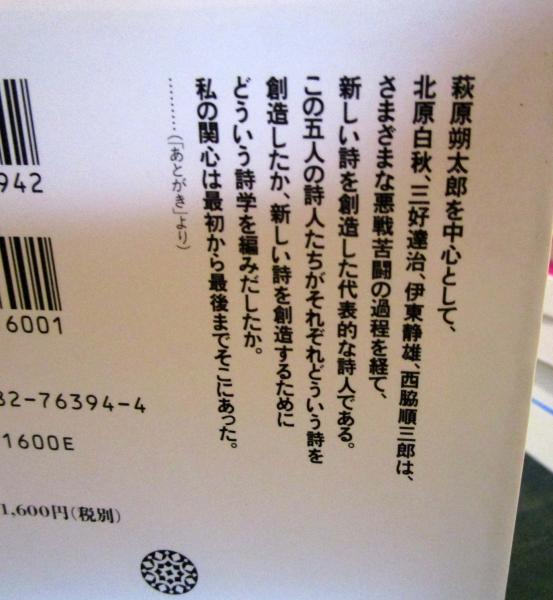 萩原朔太郎を中心として、
北原白秋、三好達治、伊東静雄、西脇順三郎は、
さまざまな悪戦苦闘の過程を経て、
新しい詩を創造した代表的な詩人である。
この五人の詩人たちがそれぞれどういう詩を
創造したか、新しい詩を創造するために
どういう詩学を編みだしたか。
私の関心は最初から最後までそこにあった。
…………(「あとがき」より)
942
6001
82-76394-4
1600E
1,600円(税別)